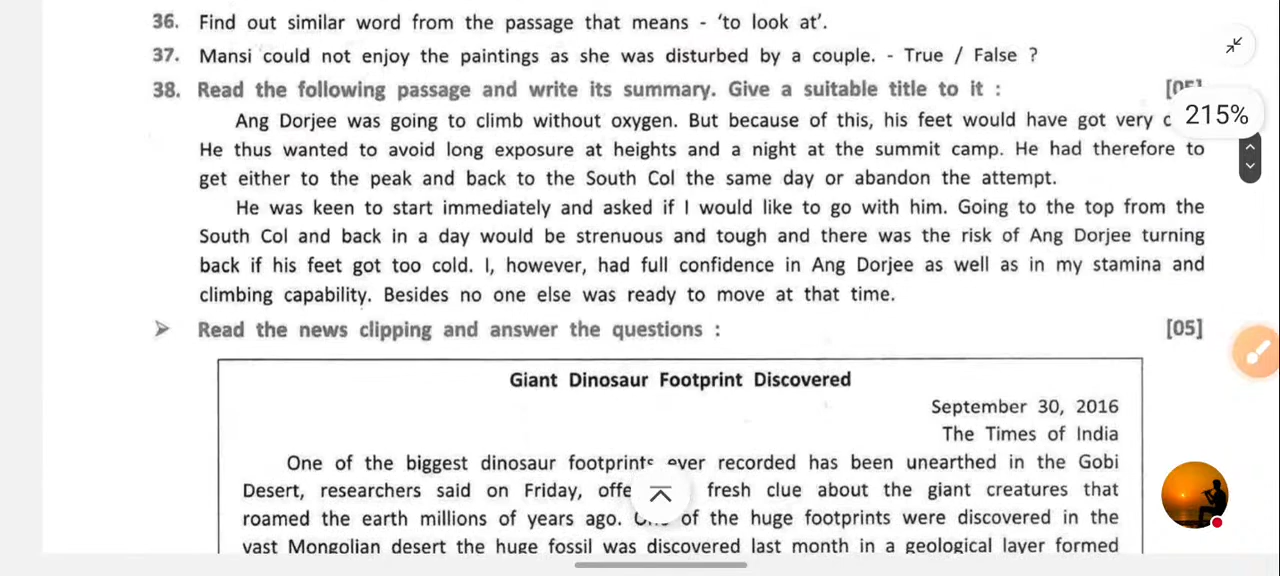 36. Find out similar word from the passage that means - ‘to look at’.
37. Mansi could not enjoy the paintings as she was disturbed by a couple. - True / False ?
38. Read the following passage and write its summary. Give a suitable title to it :
215%
Ang Dorjee was going to climb without oxygen. But because of this, his feet would have got very
He thus wanted to avoid long exposure at heights and a night at the summit camp. He had therefore to
get either to the peak and back to the South Col the same day or abandon the attempt.
He was keen to start immediately and asked if I would like to go with him. Going to the top from the
South Col and back in a day would be strenuous and tough and there was the risk of Ang Dorjee turning
back if his feet got too cold. I, however, had full confidence in Ang Dorjee as well as in my stamina and
climbing capability. Besides no one else was ready to move at that time.
➢ Read the news clipping and answer the questions : [05]
Giant Dinosaur Footprint Discovered
September 30, 2016
The Times of India
One of the biggest dinosaur footprints ever recorded has been unearthed in the Gobi
Desert, researchers said on Friday, fresh clue about the giant creatures that
roamed the earth millions of years ago. of the huge footprints were discovered in the
vast Mongolian desert the huge fossil was discovered last month in a geological layer formed